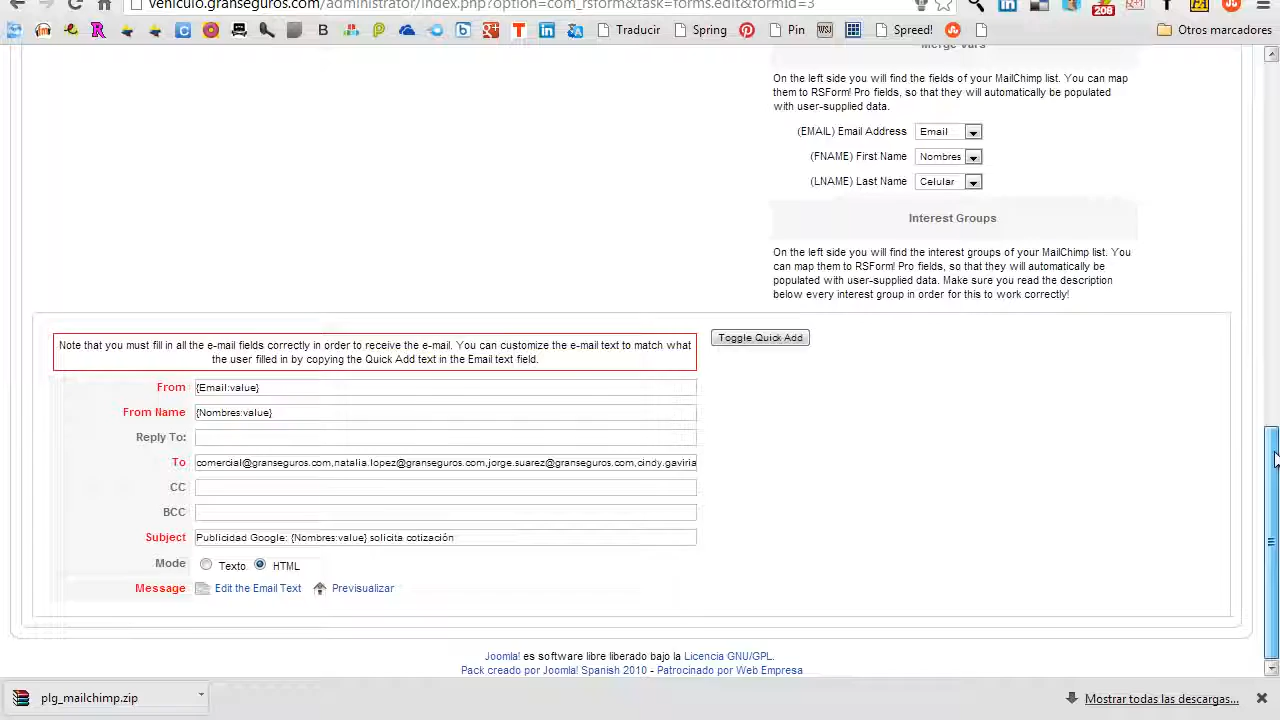 vehiculo.granseguros.com/administrator/index.php?option=com_rsform&task=forms.edit&formId=3
Traducir
Spring
Pin
Speed!
Otros marcadores
Merge Vars
On the left side you will find the fields of your MailChimp list. You can map
them to RSForm! Pro fields, so that they will automatically be populated
with user-supplied data.
(EMAIL) Email Address Email
(FNAME) First Name Nombres
(LNAME) Last Name Celular
Interest Groups
On the left side you will find the interest groups of your MailChimp list. You
can map them to RSForm! Pro fields, so that they will automatically be
populated with user-supplied data. Make sure you read the description
below every interest group in order for this to work correctly!
Note that you must fill in all the e-mail fields correctly in order to receive the e-mail. You can customize the e-mail text to match what
the user filled in by copying the Quick Add text in the Email text field.
Toggle Quick Add
From {Email:value}
From Name {Nombres:value}
Reply To:
To comercial@granseguros.com,natalia.lopez@granseguros.com,jorge.suarez@granseguros.com,cindy.gaviria
CC
BCC
Subject Publicidad Google: {Nombres:value} solicita cotización
Mode Texto HTML
Message Edit the Email Text Previsualizar
Joomla! es software libre liberado bajo la Licencia GNU/GPL.
Pack creado por Joomla! Spanish 2010 - Patrocinado por Web Empresa
plg_mailchimp.zip
Mostrar todas las descargas...